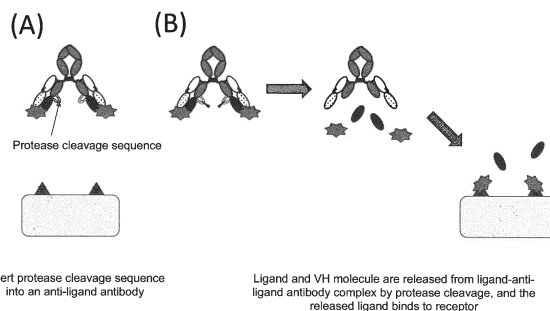 (A)
(B)
Protease cleavage sequence
ert protease cleavage sequence
into an anti-ligand antibody
Ligand and VH molecule are released from ligand-anti-
ligand antibody complex by protease cleavage, and the
released ligand binds to receptor